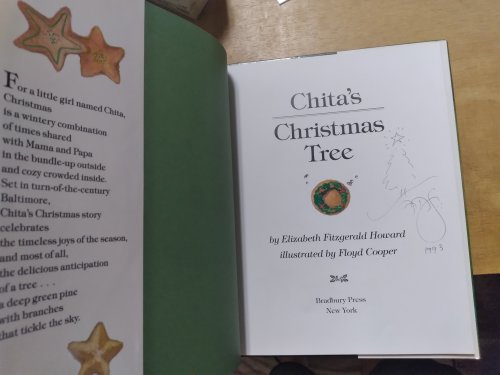 For a little girl named Chita,
Christmas
is a wintery combination
of times shared
with Mama and Papa
in the bundle-up outside
and cozy crowded inside.
Set in turn-of-the-century
Baltimore,
Chita's Christmas story
celebrates
the timeless joys of the season,
and most of all,
the delicious anticipation
of a tree . . .
a deep green pine
with branches
that tickle the sky.
Chita's
Christmas
Tree
by Elizabeth Fitzgerald Howard
illustrated by Floyd Cooper
Bradbury Press
New York
1993